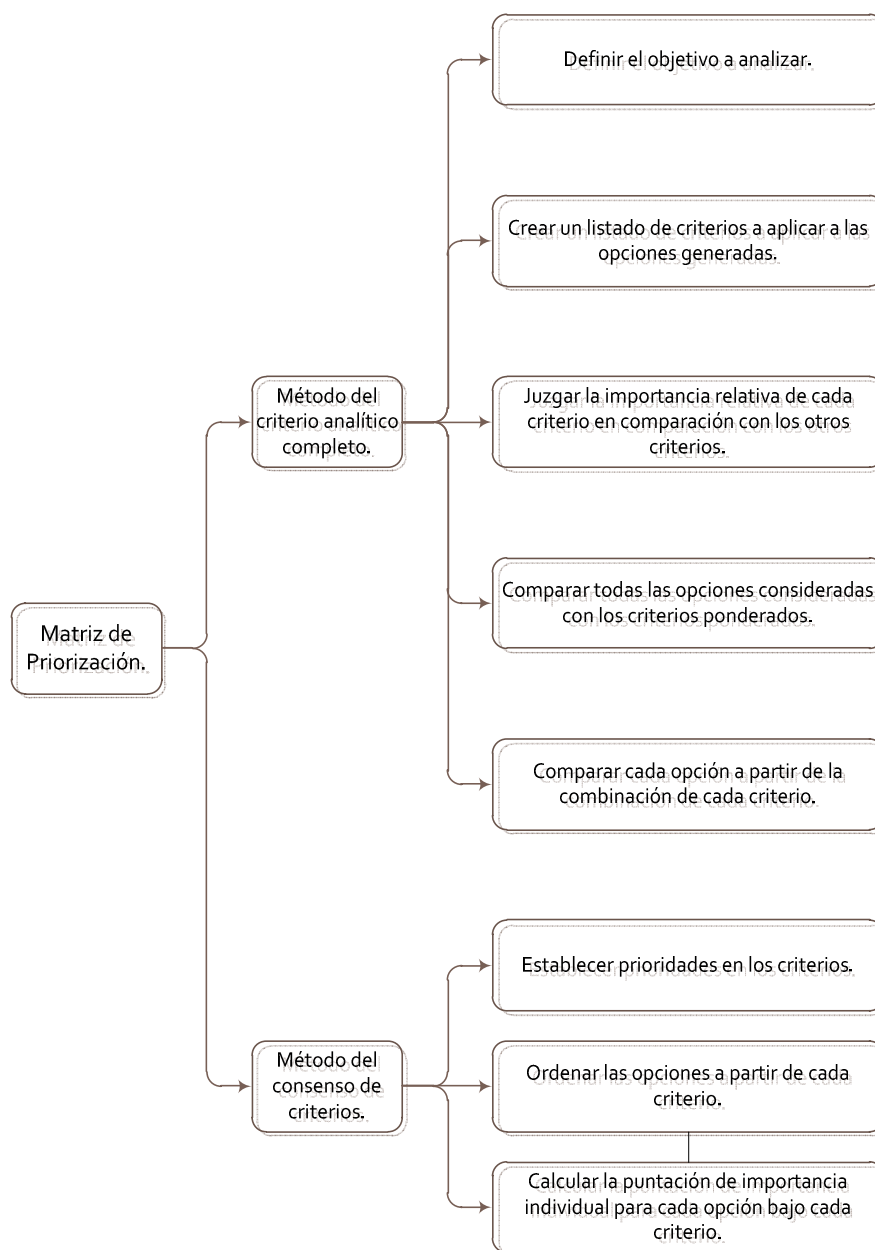 Definir el objetivo a analizar.
Crear un listado de criterios a aplicar a las
opciones generadas.
Método del
criterio analítico
completo.
Juzgar la importancia relativa de cada
criterio en comparación con los otros
criterios.
Comparar todas las opciones consideradas
con los criterios ponderados.
Matriz de
Priorización.
Comparar cada opción a partir de la
combinación de cada criterio.
Establecer prioridades en los criterios.
Método del
consenso de
criterios.
Ordenar las opciones a partir de cada
criterio.
Calcular la puntación de importancia
individual para cada opción bajo cada
criterio.